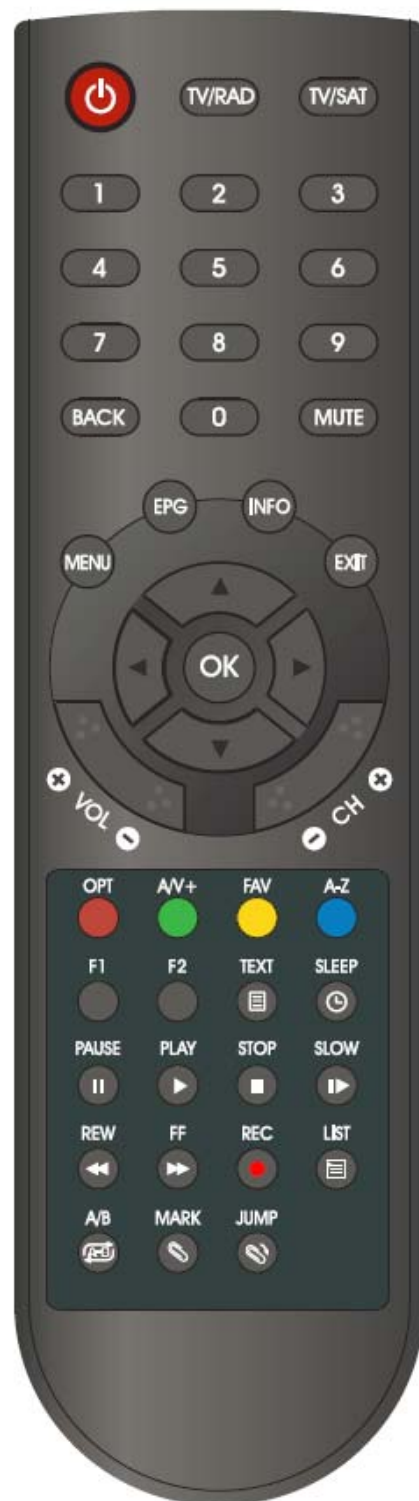 TV/RAD TV/SAT
1 2 3
4 5 6
7 8 9
BACK 0 MUTE
EPG INFO
MENU EXIT
OK
VOL CH
OPT A/V+ FAV A-Z
F1 F2 TEXT SLEEP
PAUSE PLAY STOP SLOW
REW FF REC LIST
A/B MARK JUMP
A-B